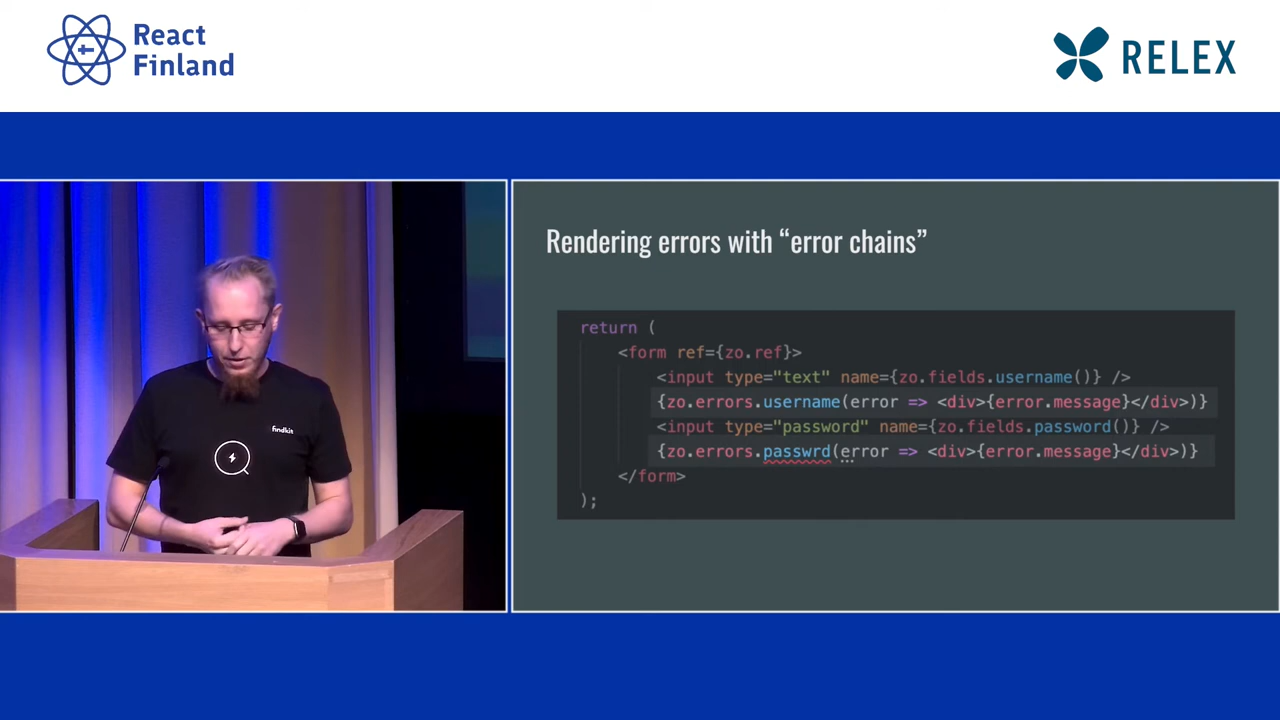 React
Finland
RELEX
findkit
Rendering errors with “error chains”
return (
<form ref={zo.ref}>
<input type="text" name={zo.fields.username()} />
{zo.errors.username(error => <div>{error.message}</div>)}
<input type="password" name={zo.fields.password()} />
{zo.errors.passwrd(error => <div>{error.message}</div>)}
</form>
);